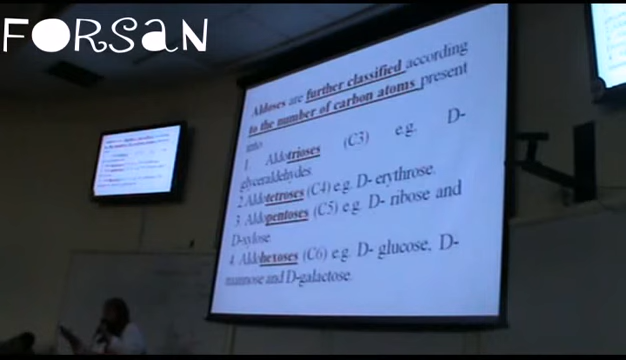 FORSAN
Aldoses are further classified according
to the number of carbon atoms present
into
1. Aldotrioses (C3) e.g. D-
glyceraldehydes
2. Aldotetroses (C4) e.g. D- erythrose.
3. Aldopentoses (C5) e.g. D- ribose and
D-xylose
4. Aldohexoses (C6) e.g. D- glucose, D-
mannose and D-galactose.